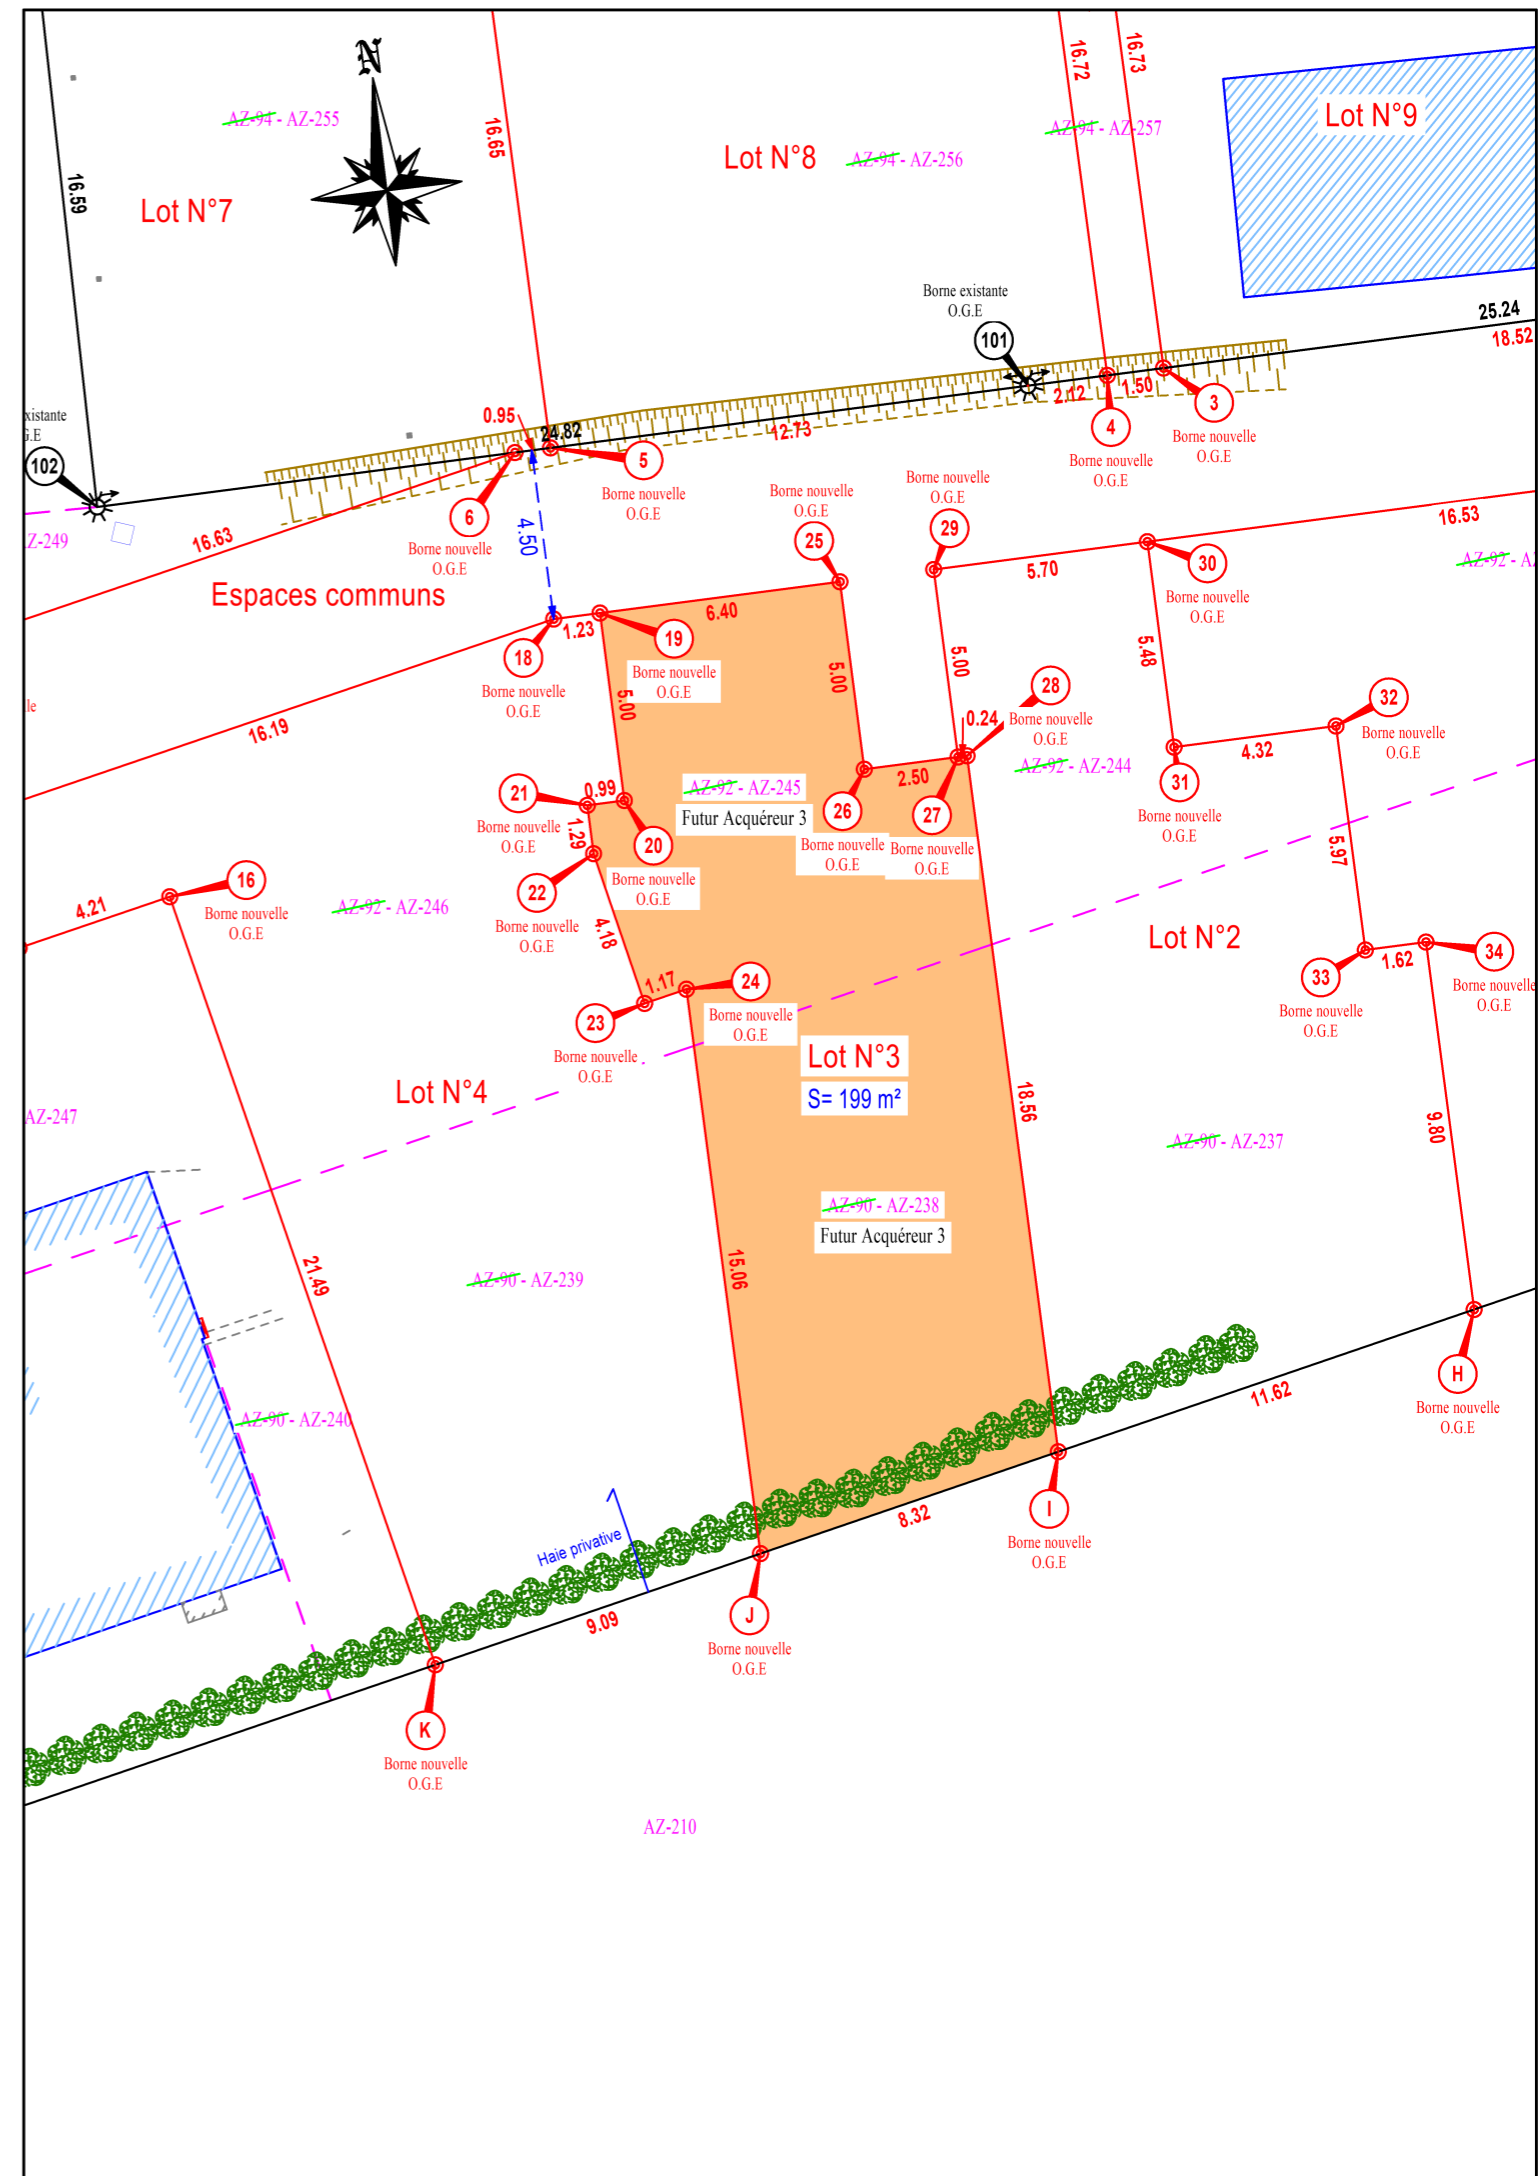 N
16.65
16.72
16.73
AZ-94 - AZ-255
AZ-94 - AZ-257
Lot N°9
Lot N°8
AZ-94 - AZ-256
16.59
Lot N°7
Borne existante
O.G.E
101
25.24
18.52
2.12
1.50
3
Borne nouvelle
O.G.E
4
Borne nouvelle
O.G.E
0.95
24.82
12.73
102
5
Borne nouvelle
O.G.E
6
Borne nouvelle
O.G.E
4.50
16.63
Espaces communs
Borne nouvelle
O.G.E
25
Borne nouvelle
O.G.E
29
5.70
16.53
30
Borne nouvelle
O.G.E
1.23
6.40
18
Borne nouvelle
O.G.E
19
Borne nouvelle
O.G.E
5.00
5.00
5.00
5.48
28
Borne nouvelle
O.G.E
0.24
32
Borne nouvelle
O.G.E
16.19
4.32
2.50
AZ-92 - AZ-244
AZ-92 - AZ-245
Futur Acquéreur 3
31
Borne nouvelle
O.G.E
21
Borne nouvelle
O.G.E
0.99
1.29
20
Borne nouvelle
O.G.E
26
Borne nouvelle
O.G.E
27
Borne nouvelle
O.G.E
22
Borne nouvelle
O.G.E
5.97
4.21
16
Borne nouvelle
O.G.E
AZ-92 - AZ-246
4.18
Lot N°2
1.62
33
Borne nouvelle
O.G.E
34
Borne nouvelle
O.G.E
1.17
24
Borne nouvelle
O.G.E
23
Borne nouvelle
O.G.E
Lot N°3
S= 199 m²
Lot N°4
18.56
9.80
AZ-247
AZ-90 - AZ-237
AZ-90 - AZ-238
Futur Acquéreur 3
15.06
21.49
AZ-90 - AZ-239
AZ-90 - AZ-240
H
Borne nouvelle
O.G.E
11.62
8.32
I
Borne nouvelle
O.G.E
Haie privative
9.09
J
Borne nouvelle
O.G.E
K
Borne nouvelle
O.G.E
AZ-210